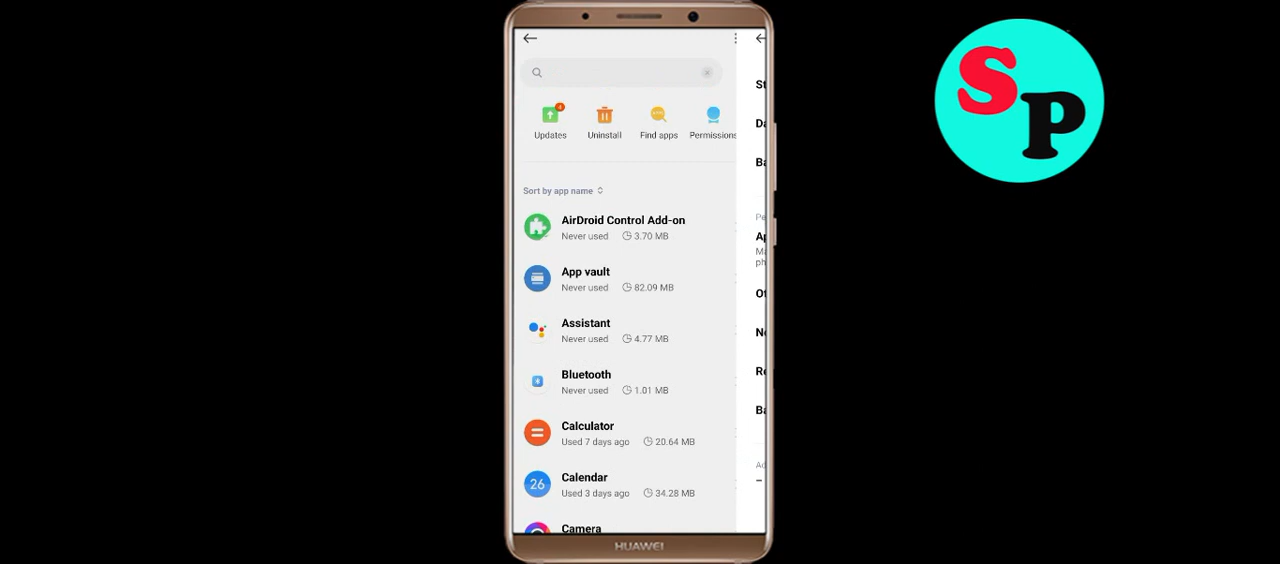 SP
Updates
Uninstall
Find apps
Permissions
Sort by app name
AirDroid Control Add-on
Never used 3.70 MB
App vault
Never used 82.09 MB
Assistant
Never used 4.77 MB
Bluetooth
Never used 1.01 MB
Calculator
Used 7 days ago 20.64 MB
26
Calendar
Used 3 days ago 34.28 MB
Camera
HUAWEI